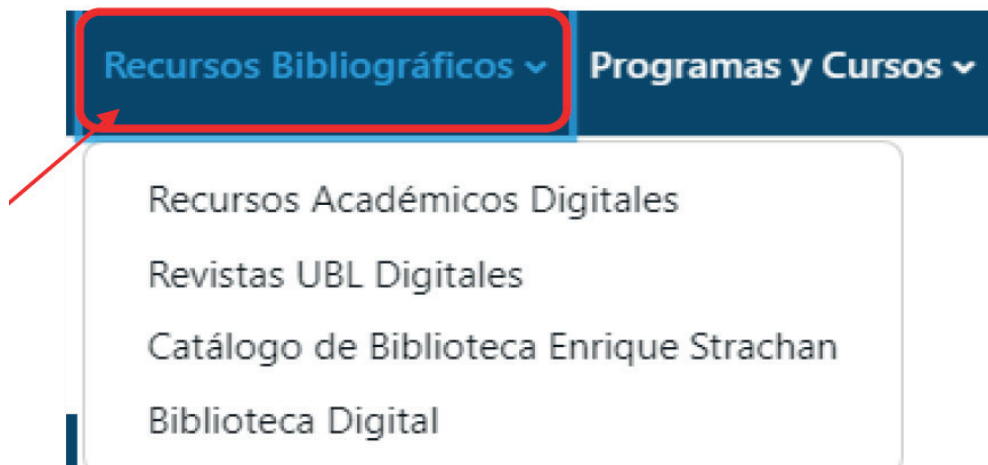 Recursos Bibliográficos Programas y Cursos
Recursos Académicos Digitales
Revistas UBL Digitales
Catálogo de Biblioteca Enrique Strachan
Biblioteca Digital